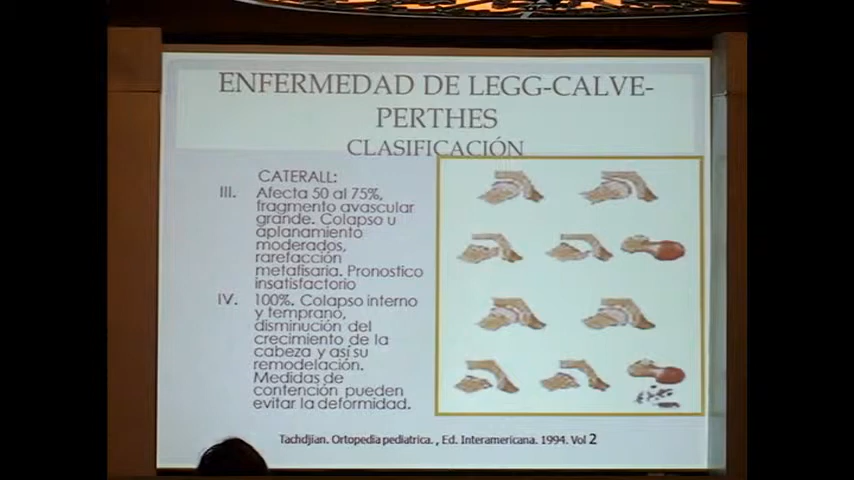 ENFERMEDAD DE LEGG-CALVE-
PERTHES
CLASIFICACIÓN
CATERALL:
III. Afecta 50 al 75%,
fragmento avascular
grande. Colapso u
aplanamiento
moderados,
rarefacción
metafisaria. Pronostico
insatisfactorio
IV. 100%. Colapso interno
y temprano,
disminución del
crecimiento de la
cabeza y así su
remodelación.
Medidas de
contención pueden
evitar la deformidad.
Tachdjian. Ortopedia pediatrica. , Ed. Interamericana. 1994. Vol 2